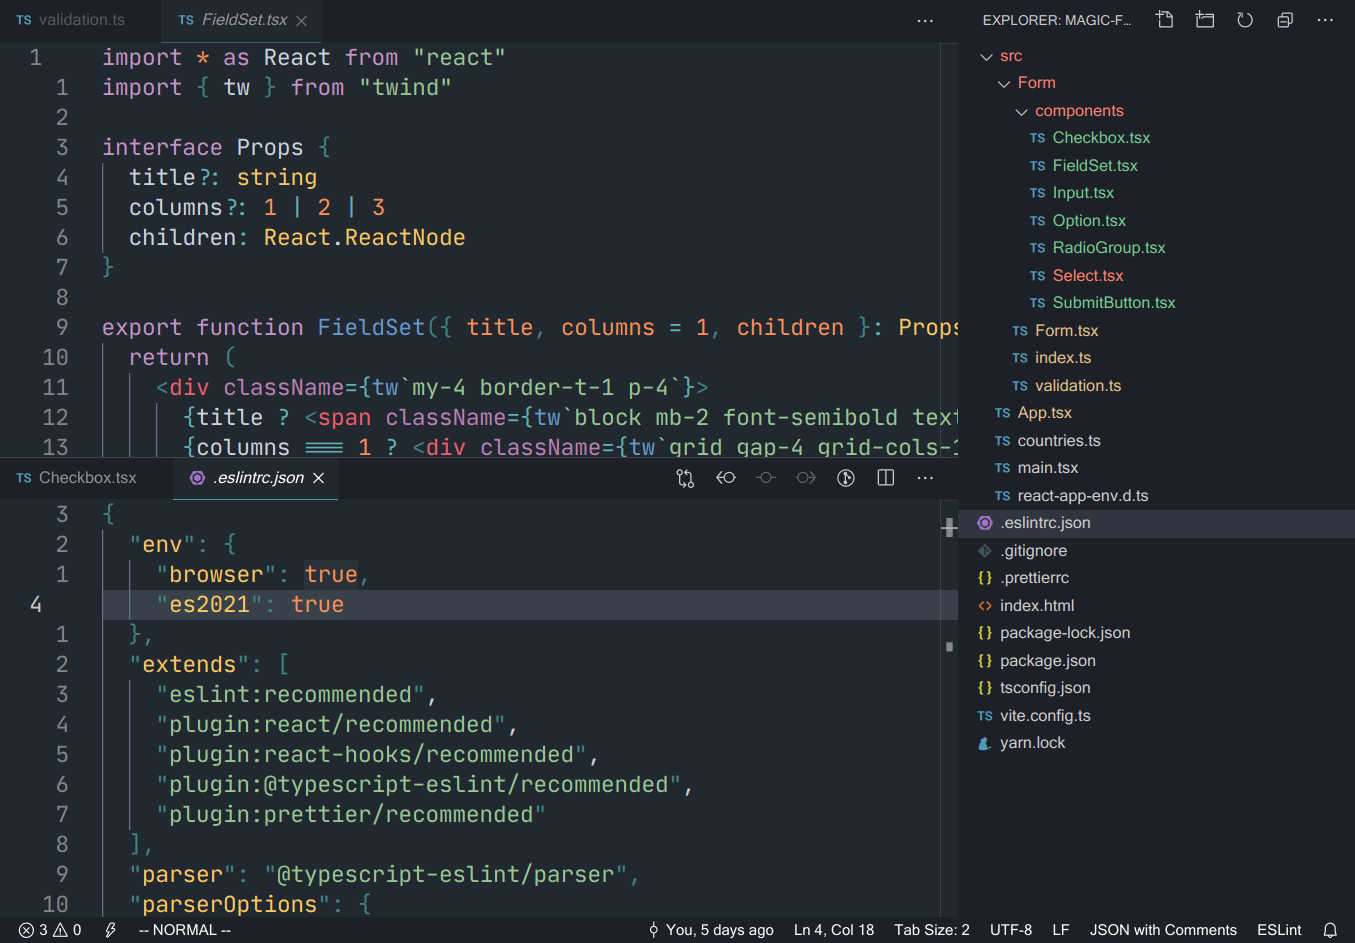 TS validation.ts
TS FieldSet.tsx
1 import * as React from "react"
1 import { tw } from "twind"
2
3 interface Props {
4 title?: string
5 columns?: 1 | 2 | 3
6 children: React.ReactNode
7 }
8
9 export function FieldSet({ title, columns = 1, children }: Props
10 return (
11 <div className={tw`my-4 border-t-1 p-4`}>
12 {title ? <span className={tw`block mb-2 font-semibold text
13 {columns === 1 ? <div className={tw`grid gap-4 grid-cols-1
TS Checkbox.tsx
.eslintrc.json
3 {
2 "env": {
1 "browser": true,
4 "es2021": true
1 },
2 "extends": [
3 "eslint:recommended",
4 "plugin:react/recommended",
5 "plugin:react-hooks/recommended",
6 "plugin:@typescript-eslint/recommended",
7 "plugin:prettier/recommended"
8 ],
9 "parser": "@typescript-eslint/parser",
10 "parserOptions": {
EXPLORER: MAGIC-F...
src
Form
components
TS Checkbox.tsx
TS FieldSet.tsx
TS Input.tsx
TS Option.tsx
TS RadioGroup.tsx
TS Select.tsx
TS SubmitButton.tsx
TS Form.tsx
TS index.ts
TS validation.ts
TS App.tsx
TS countries.ts
TS main.tsx
TS react-app-env.d.ts
.eslintrc.json
.gitignore
{} .prettierrc
<> index.html
{} package-lock.json
{} package.json
{} tsconfig.json
TS vite.config.ts
yarn.lock
3 0 -- NORMAL -- You, 5 days ago Ln 4, Col 18 Tab Size: 2 UTF-8 LF JSON with Comments ESLint